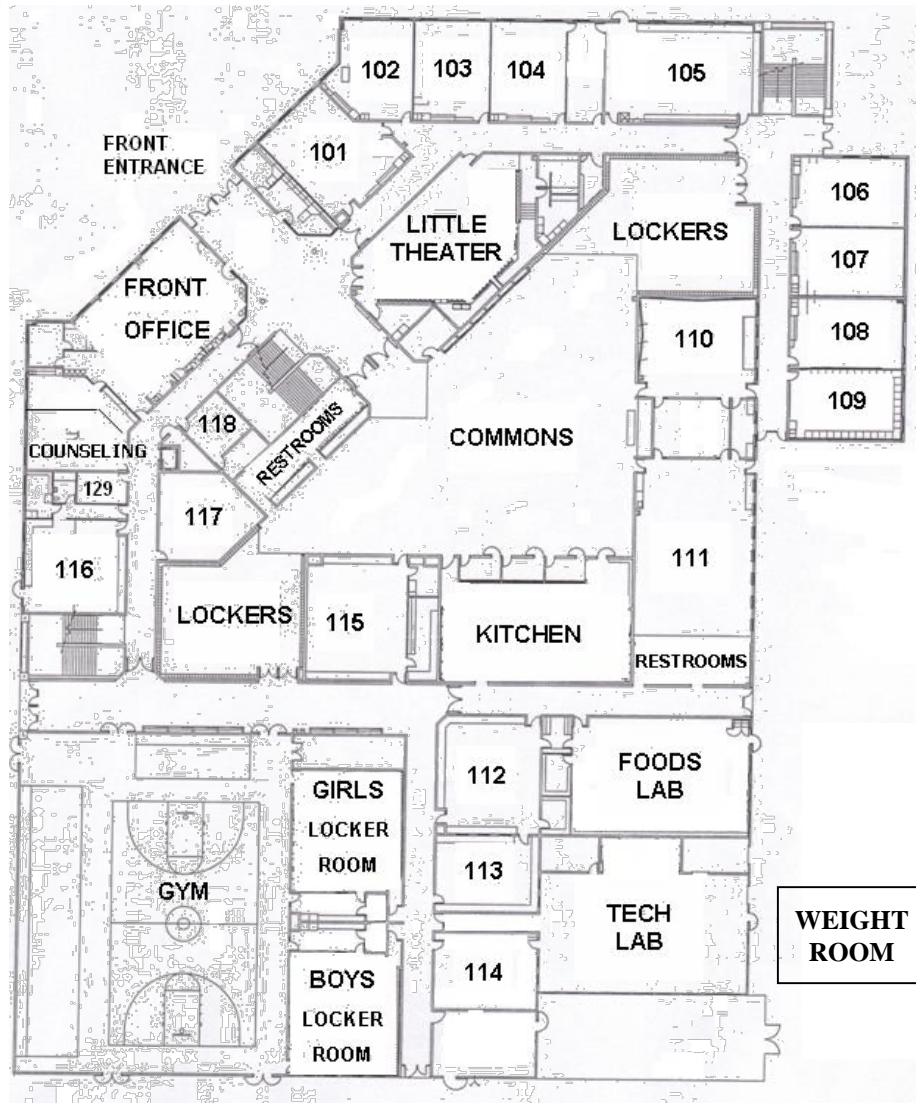 102
103
104
105
FRONT
ENTRANCE
101
106
LITTLE
THEATER
LOCKERS
107
FRONT
OFFICE
108
110
109
118
COMMONS
RESTROOMS
COUNSELING
129
117
111
116
LOCKERS
115
KITCHEN
RESTROOMS
112
FOODS
LAB
GIRLS
LOCKER
ROOM
GYM
113
TECH
LAB
WEIGHT
ROOM
114
BOYS
LOCKER
ROOM